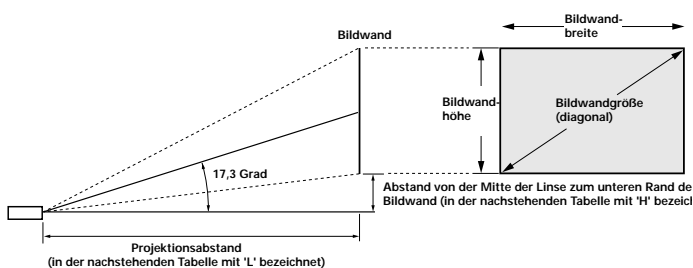 Bildwand
Bildwand-
breite
Bildwand-
höhe
Bildwandgröße
(diagonal)
17,3 Grad
Abstand von der Mitte der Linse zum unteren Rand de
Bildwand (in der nachstehenden Tabelle mit 'H' bezeich
Projektionsabstand
(in der nachstehenden Tabelle mit 'L' bezeichnet)